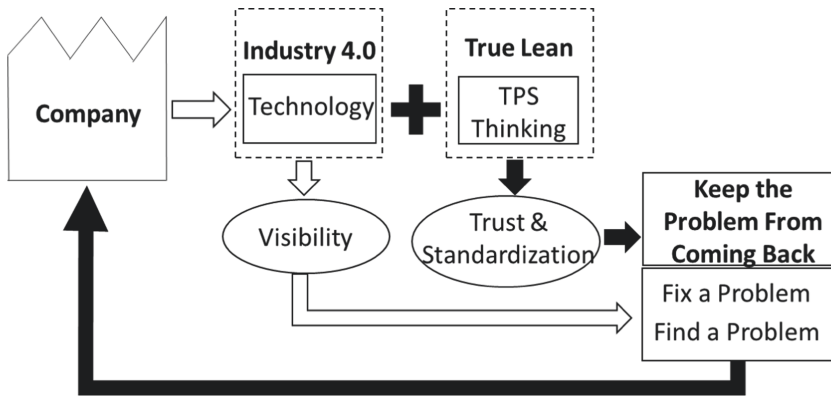 Company
Industry 4.0
Technology
True Lean
TPS
Thinking
Visibility
Trust &
Standardization
Keep the
Problem From
Coming Back
Fix a Problem
Find a Problem